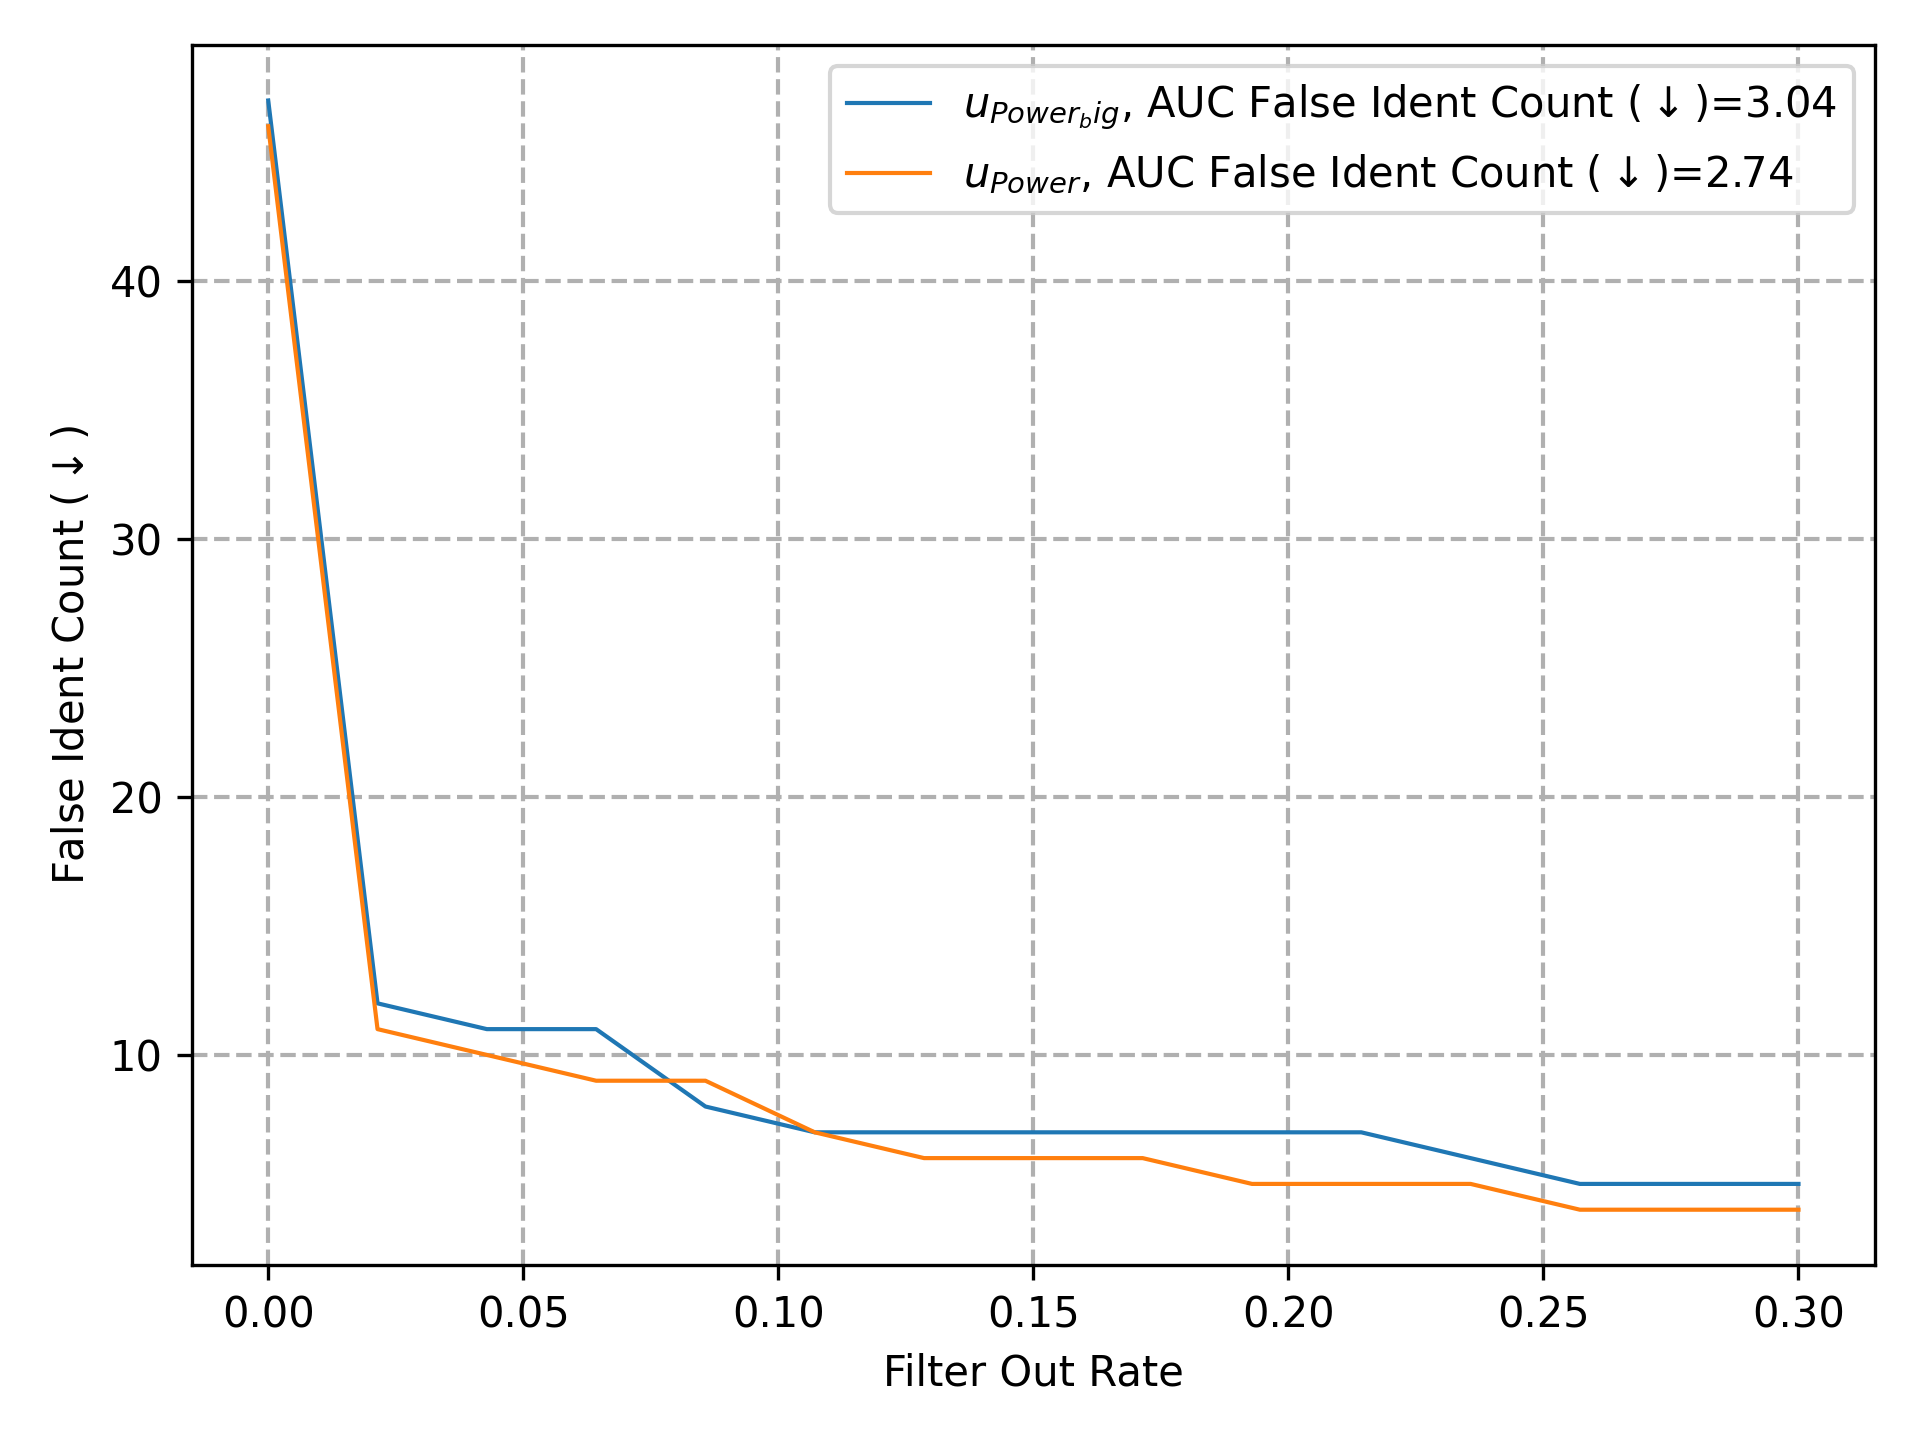 u_{Power_big}, AUC False Ident Count (↓)=3.04
u_{Power}, AUC False Ident Count (↓)=2.74
False Ident Count (↓)
40
30
20
10
0.00 0.05 0.10 0.15 0.20 0.25 0.30
Filter Out Rate